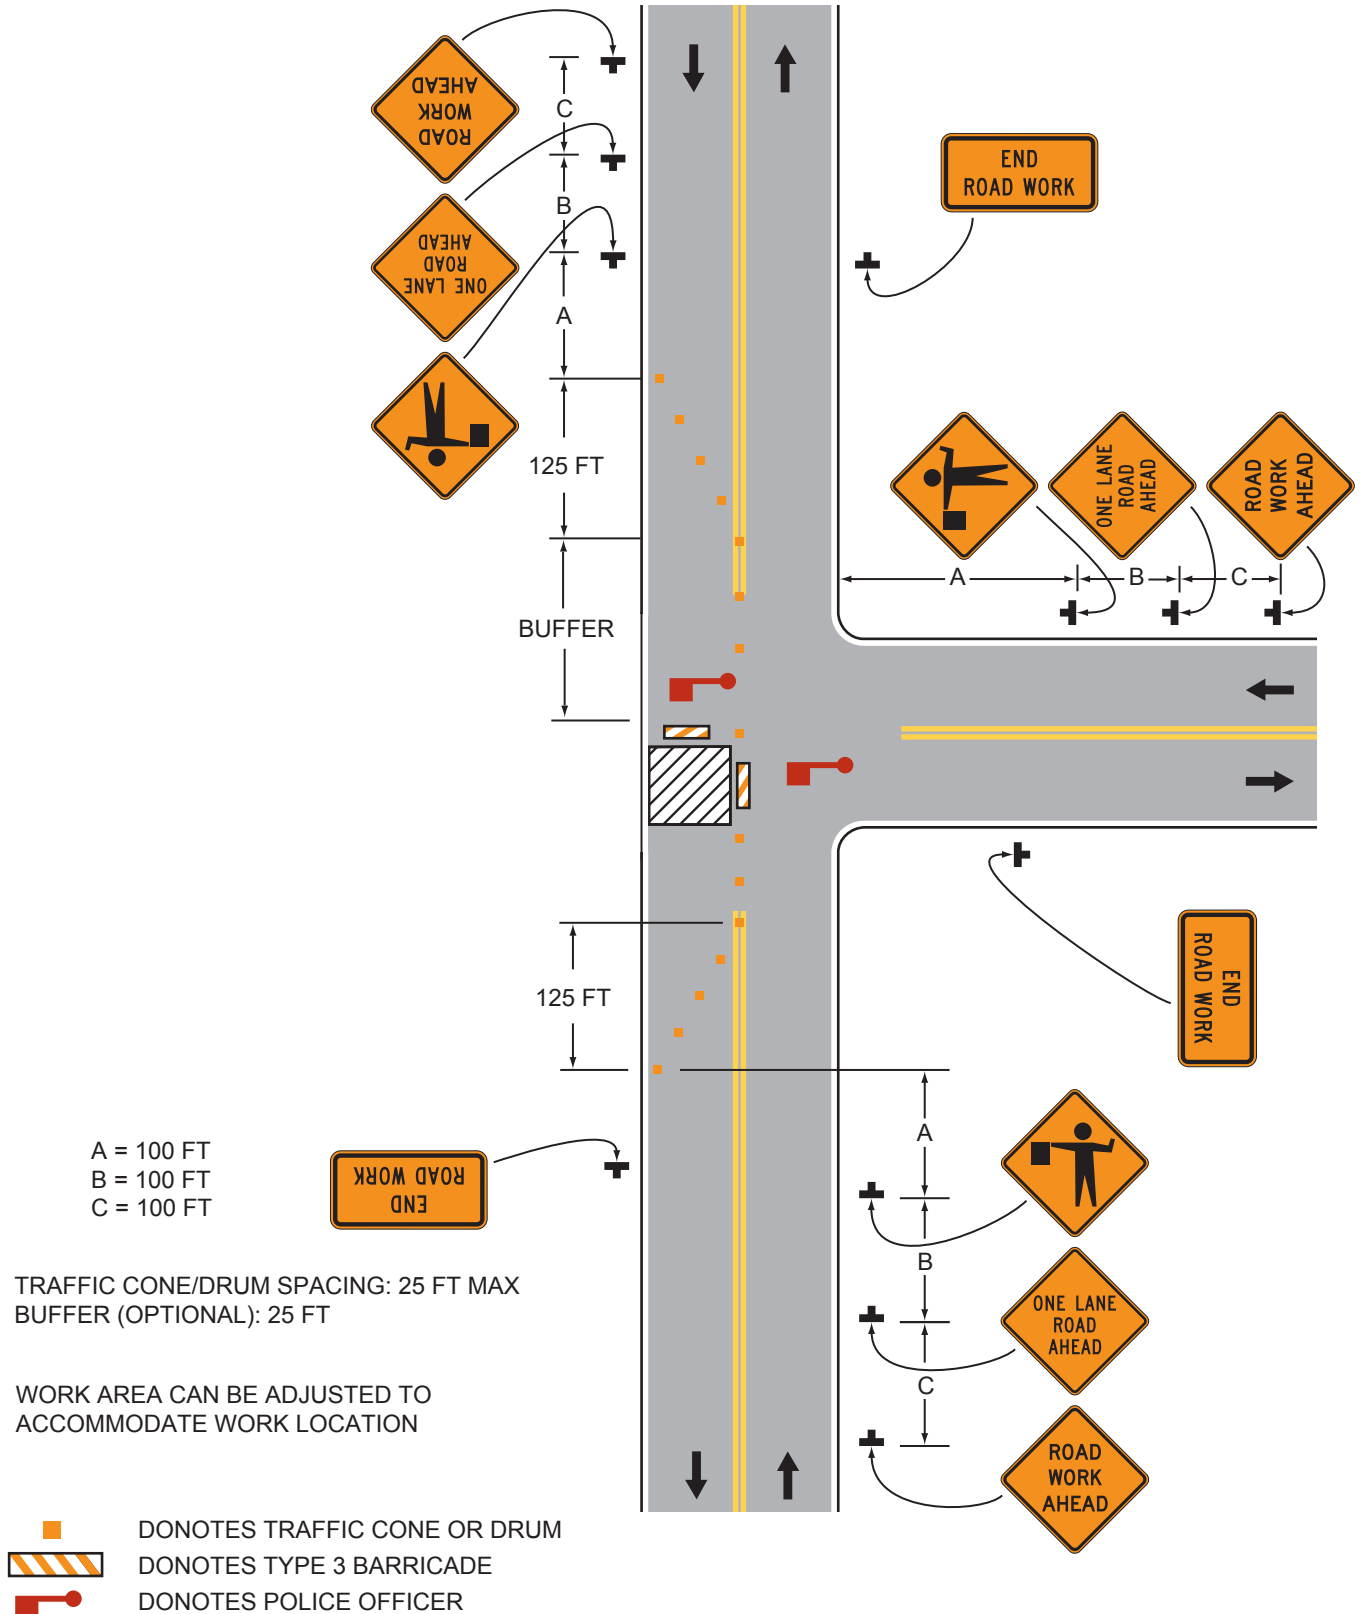 ROAD
WORK
AHEAD
C
END
ROAD WORK
B
ONE LANE
ROAD
AHEAD
A
125 FT
ONE LANE
ROAD
AHEAD
ROAD
WORK
AHEAD
A
B
C
BUFFER
END
ROAD WORK
125 FT
A
A = 100 FT
B = 100 FT
C = 100 FT
END
ROAD WORK
B
TRAFFIC CONE/DRUM SPACING: 25 FT MAX
BUFFER (OPTIONAL): 25 FT
ONE LANE
ROAD
AHEAD
C
WORK AREA CAN BE ADJUSTED TO
ACCOMMODATE WORK LOCATION
ROAD
WORK
AHEAD
DONOTES TRAFFIC CONE OR DRUM
DONOTES TYPE 3 BARRICADE
DONOTES POLICE OFFICER